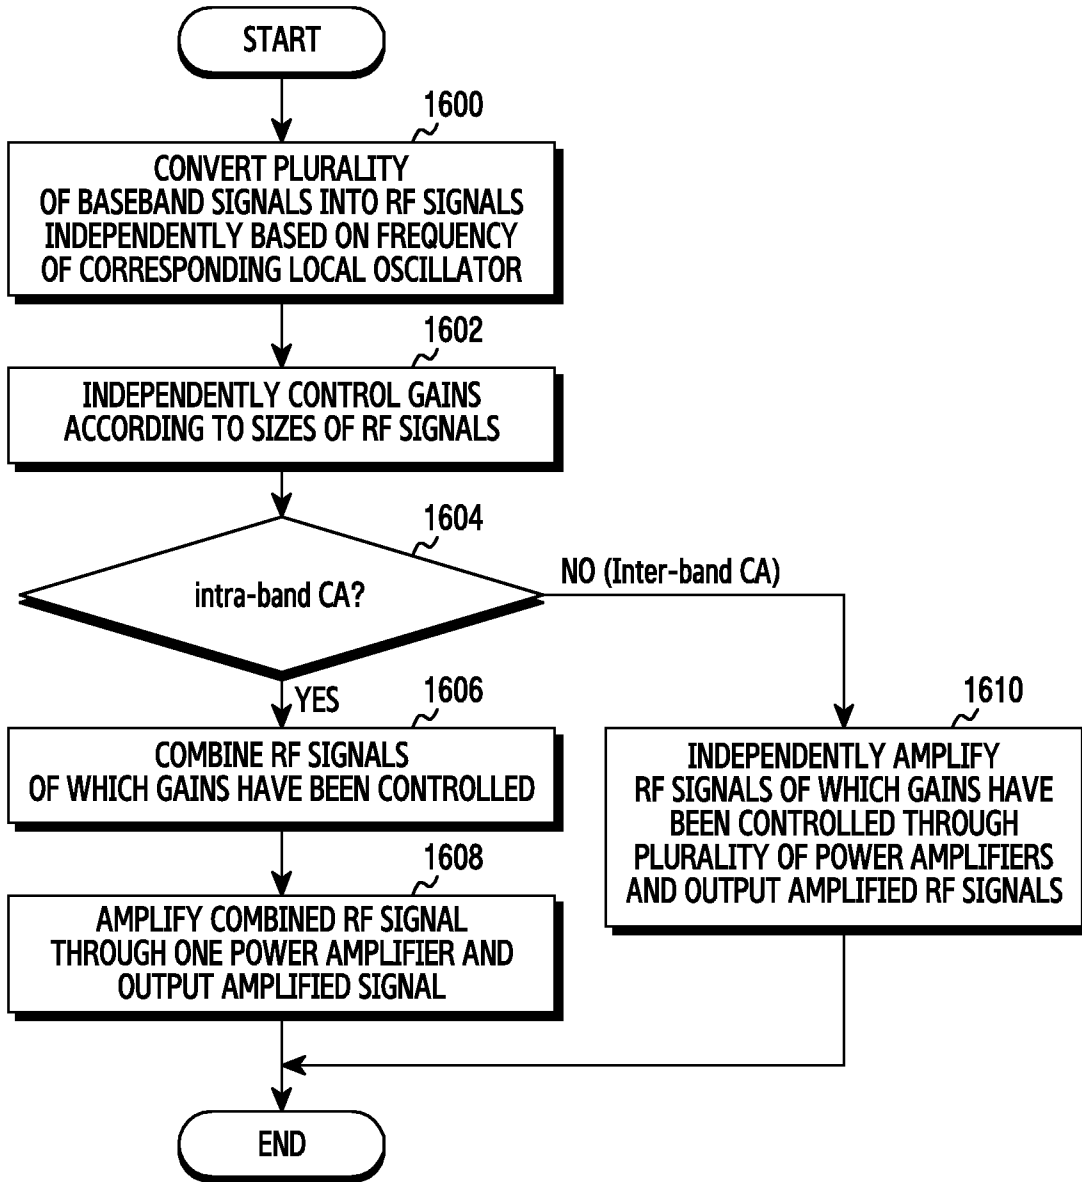 START
1600
CONVERT PLURALITY
OF BASEBAND SIGNALS INTO RF SIGNALS
INDEPENDENTLY BASED ON FREQUENCY
OF CORRESPONDING LOCAL OSCILLATOR
1602
INDEPENDENTLY CONTROL GAINS
ACCORDING TO SIZES OF RF SIGNALS
1604
intra-band CA?
NO (Inter-band CA)
YES
1606
COMBINE RF SIGNALS
OF WHICH GAINS HAVE BEEN CONTROLLED
1608
AMPLIFY COMBINED RF SIGNAL
THROUGH ONE POWER AMPLIFIER AND
OUTPUT AMPLIFIED SIGNAL
1610
INDEPENDENTLY AMPLIFY
RF SIGNALS OF WHICH GAINS HAVE
BEEN CONTROLLED THROUGH
PLURALITY OF POWER AMPLIFIERS
AND OUTPUT AMPLIFIED RF SIGNALS
END